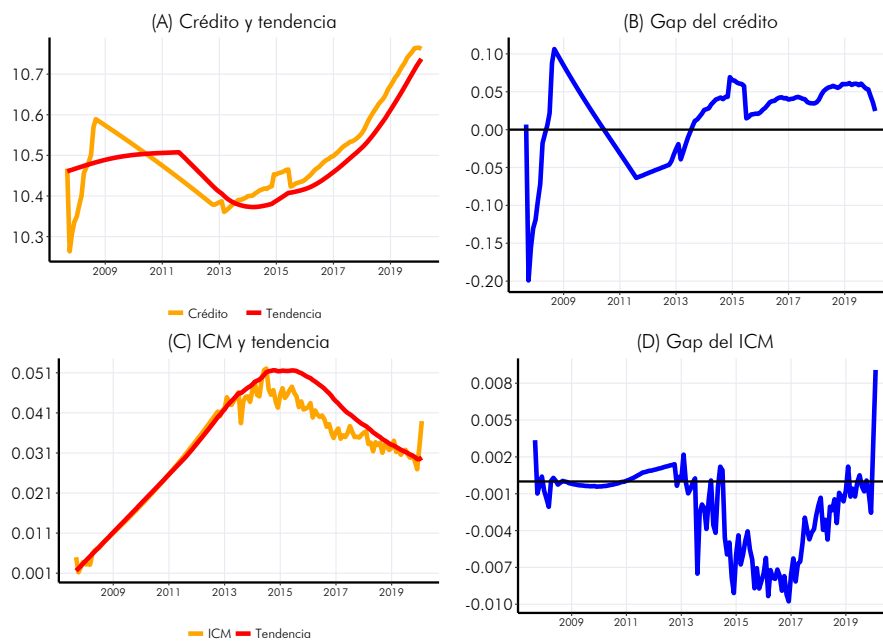 (A) Crédito y tendencia
10.7
10.6
10.5
10.4
10.3
2009 2011 2013 2015 2017 2019
Crédito Tendencia
(B) Gap del crédito
0.10
0.05
0.00
-0.05
-0.10
-0.15
-0.20
2009 2011 2013 2015 2017 2019
(C) ICM y tendencia
0.051
0.041
0.031
0.021
0.011
0.001
2009 2011 2013 2015 2017 2019
ICM Tendencia
(D) Gap del ICM
0.008
0.005
0.002
-0.001
-0.004
-0.007
-0.010
2009 2011 2013 2015 2017 2019